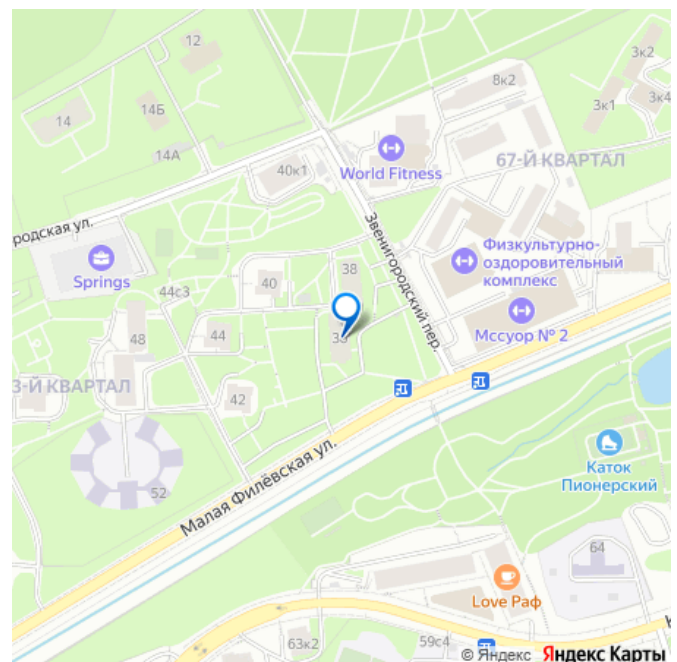 12
8к2
3к2
14Б
14
3к1
3к4
14А
40к1
World Fitness
67-Й КВАРТАЛ
родская ул.
Звенигородский пер.
Физкультурно-
оздоровительный
комплекс
Springs
38
40
44с3
Мссуор № 2
48
44
3-Й КВАРТАЛ
42
Малая Филёвская ул.
Каток
Пионерский
52
64
Love Раф
К
63к2
59с4
© Яндекс Яндекс Карты